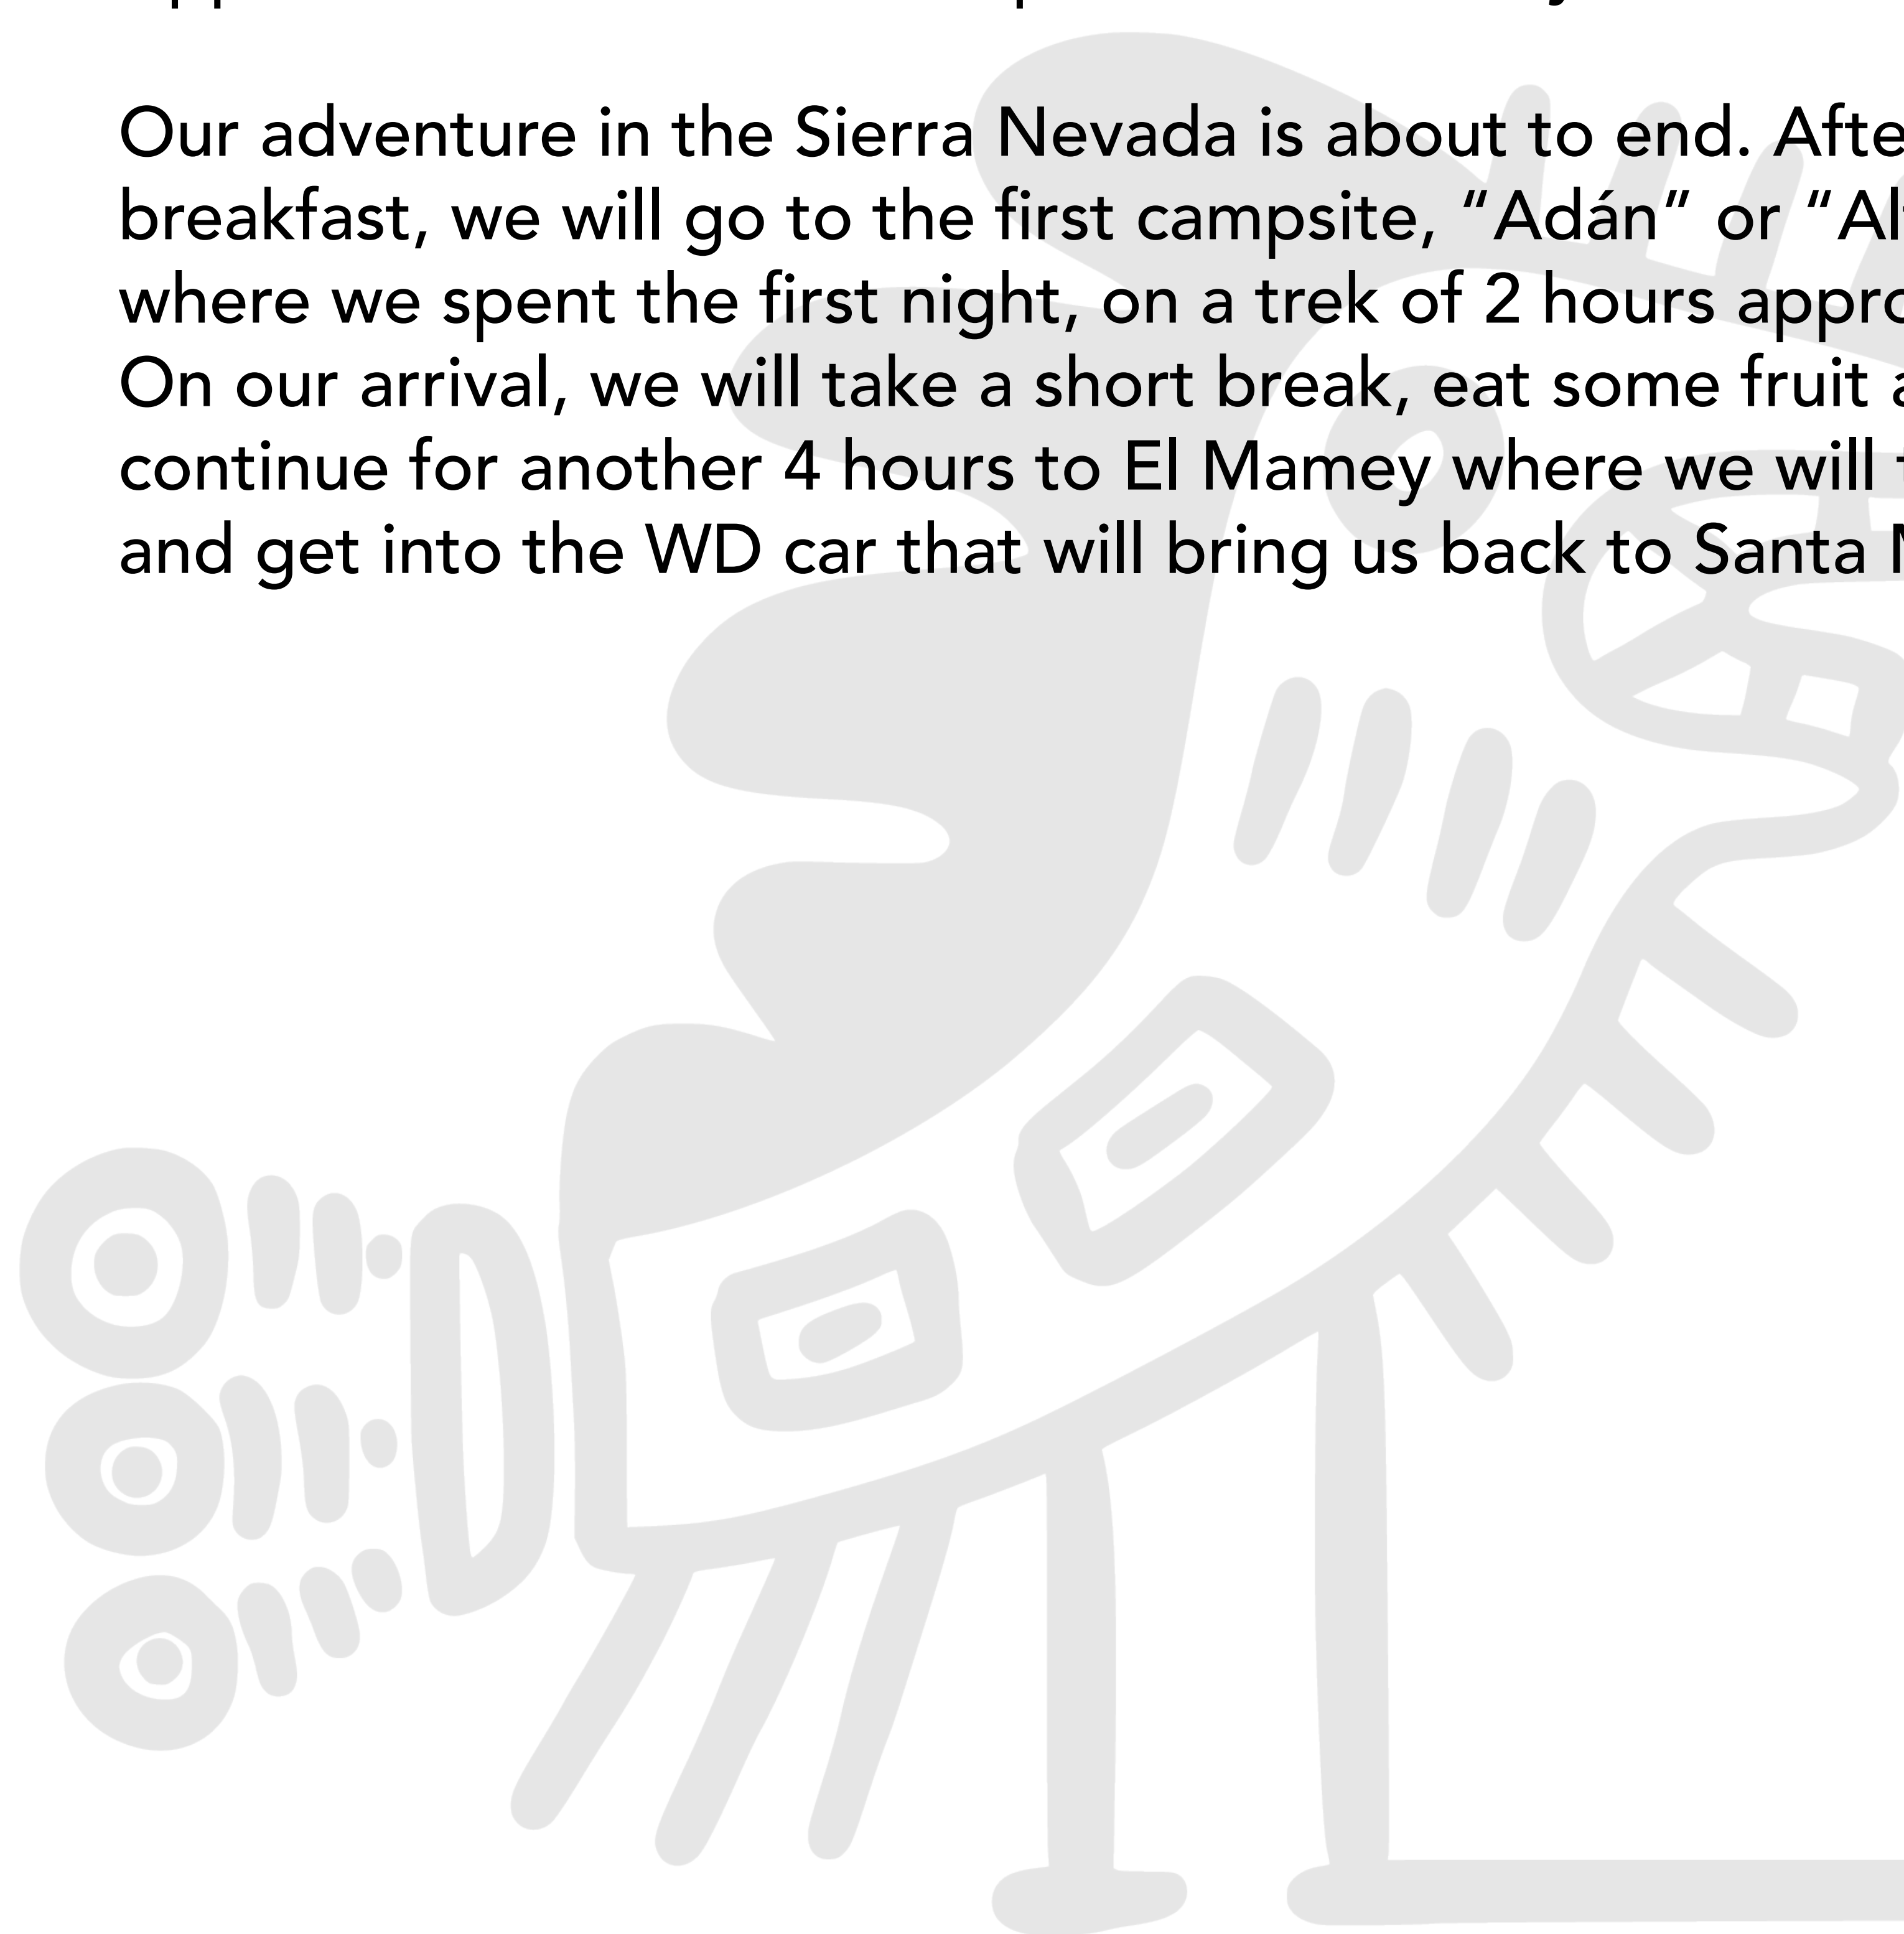 Our adventure in the Sierra Nevada is about to end. Afte
breakfast, we will go to the first campsite, “Adán” or “Al
where we spent the first night, on a trek of 2 hours appro
On our arrival, we will take a short break, eat some fruit a
continue for another 4 hours to El Mamey where we will
and get into the WD car that will bring us back to Santa